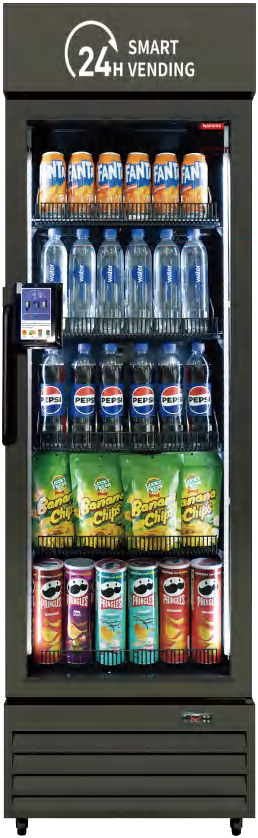 24H SMART VENDING
WARNING
FANTA FANTA FANTA FANTA FANTA FANTA
water water water water water water
PEPSI PEPSI PEPSI PEPSI PEPSI PEPSI
Banana Chips Banana Chips Banana Chips Banana Chips
PRINGLES PRINGLES PRINGLES PRINGLES PRINGLES PRINGLES